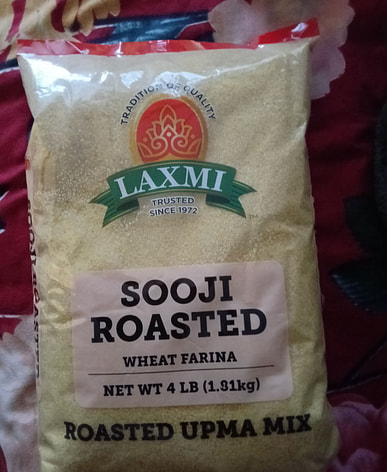 TRADITION OF QUALITY
LAXMI
TRUSTED
SINCE 1972
SOOJI
ROASTED
WHEAT FARINA
NET WT 4 LB (1.81kg)
ROASTED UPMA MIX